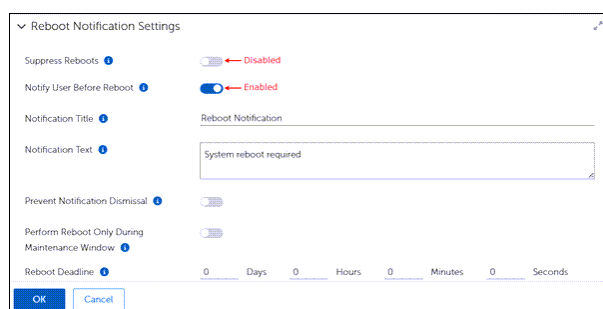 Reboot Notification Settings
Suppress Reboots Disabled
Notify User Before Reboot Enabled
Notification Title Reboot Notification
Notification Text System reboot required
Prevent Notification Dismissal
Perform Reboot Only During
Maintenance Window
Reboot Deadline 0 Days 0 Hours 0 Minutes 0 Seconds
OK Cancel